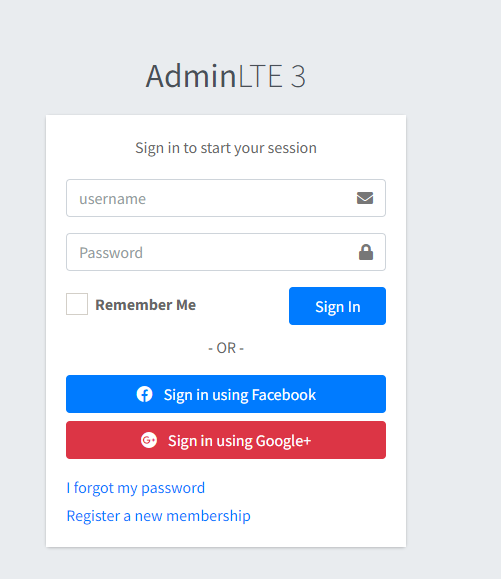 AdminLTE 3
Sign in to start your session
username
Password
Remember Me
Sign In
- OR -
Sign in using Facebook
Sign in using Google+
I forgot my password
Register a new membership